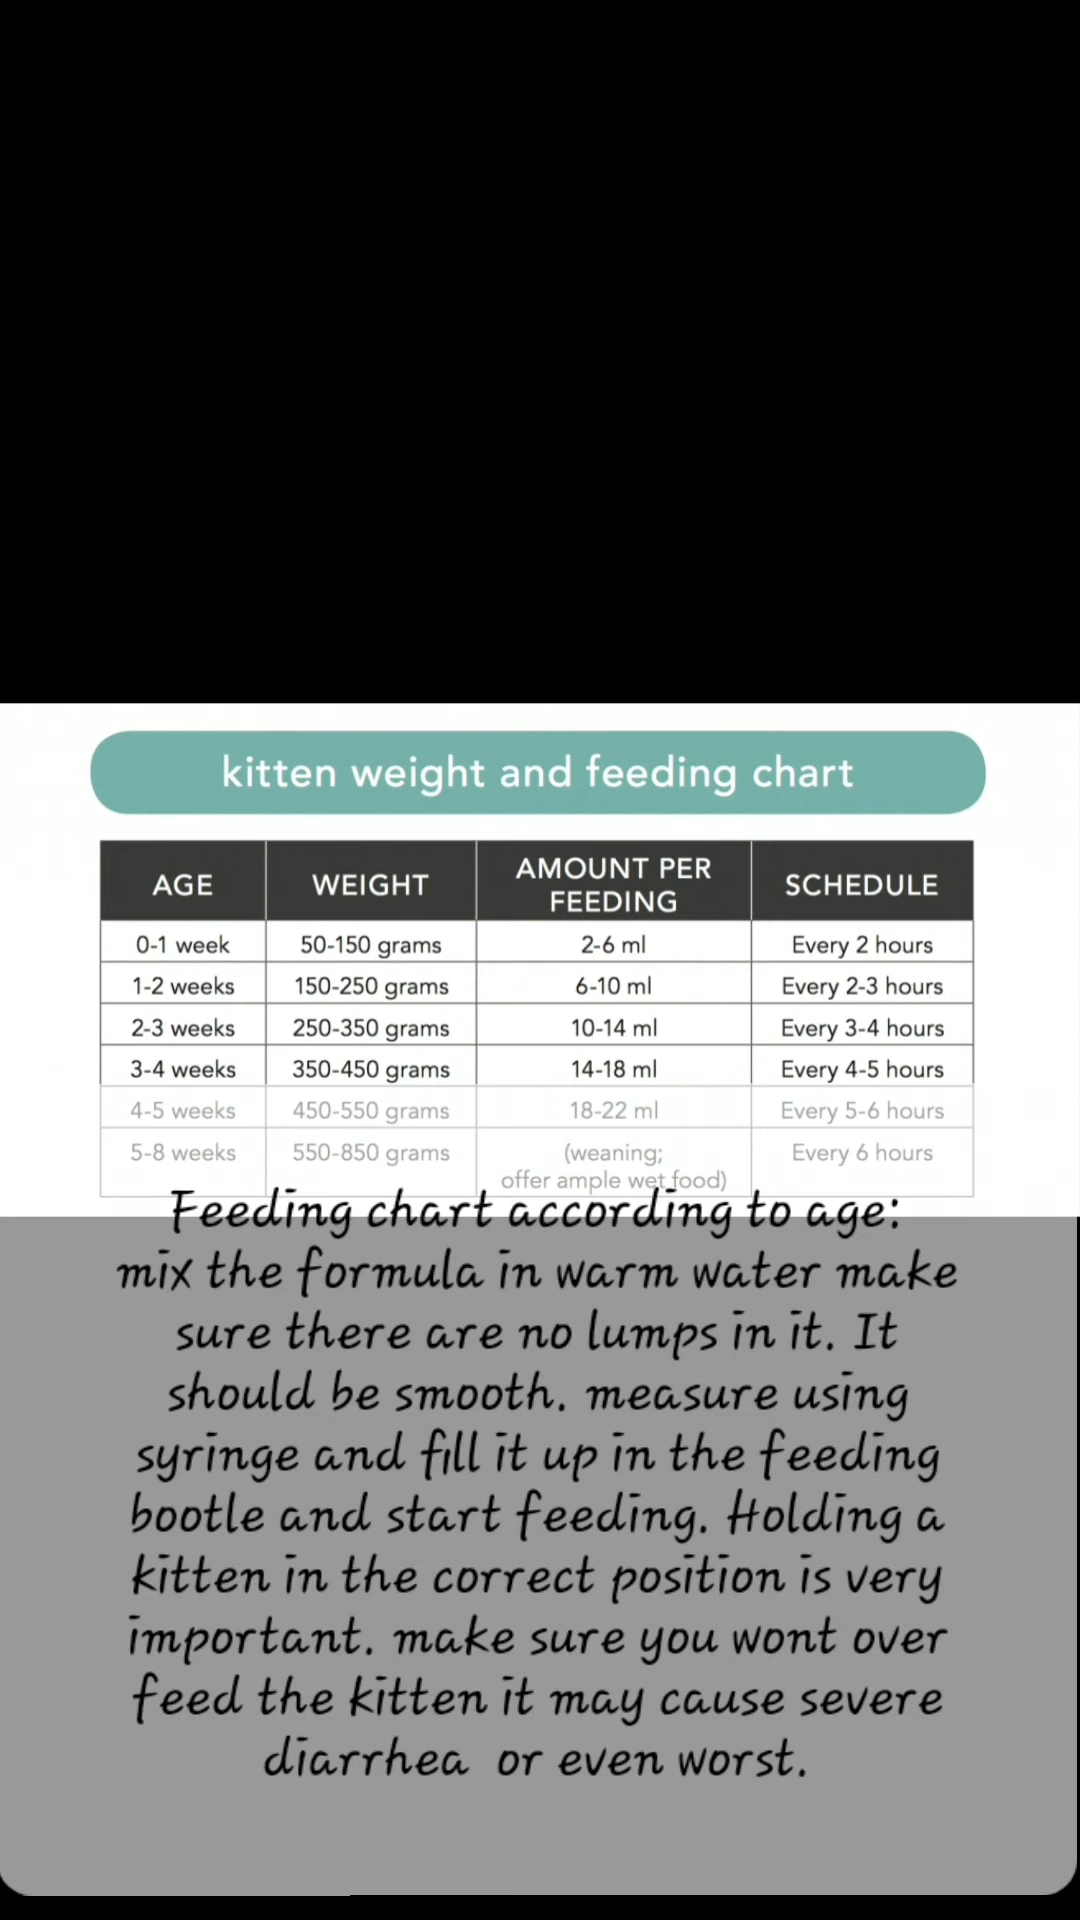 kitten weight and feeding chart
AGE WEIGHT AMOUNT PER FEEDING SCHEDULE
0-1 week 50-150 grams 2-6 ml Every 2 hours
1-2 weeks 150-250 grams 6-10 ml Every 2-3 hours
2-3 weeks 250-350 grams 10-14 ml Every 3-4 hours
3-4 weeks 350-450 grams 14-18 ml Every 4-5 hours
4-5 weeks 450-550 grams 18-22 ml Every 5-6 hours
5-8 weeks 550-850 grams (weaning; offer ample wet food) Every 6 hours
Feeding chart according to age:
mix the formula in warm water make
sure there are no lumps in it. It
should be smooth. measure using
syringe and fill it up in the feeding
bootle and start feeding. Holding a
kitten in the correct position is very
important. make sure you wont over
feed the kitten it may cause severe
diarrhea or even worst.